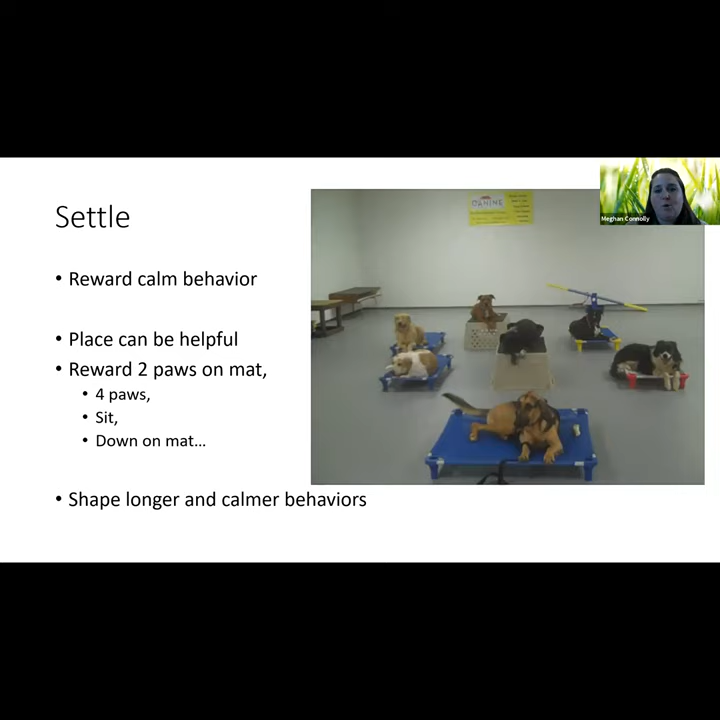 Settle
• Reward calm behavior
• Place can be helpful
• Reward 2 paws on mat,
• 4 paws,
• Sit,
• Down on mat...
• Shape longer and calmer behaviors
CANINE
Meghan Connolly